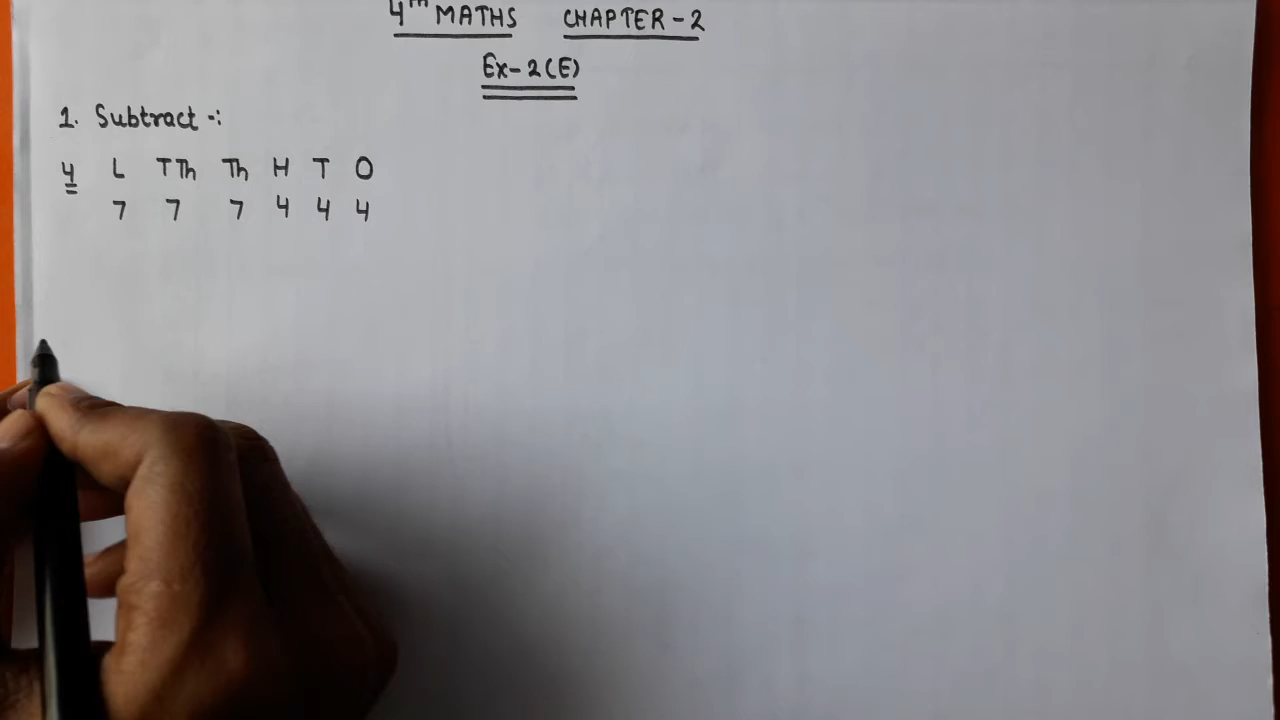 4th MATHS CHAPTER-2
Ex-2(E)
1. Subtract -:
4 L TTh Th H T O
7 7 7 4 4 4